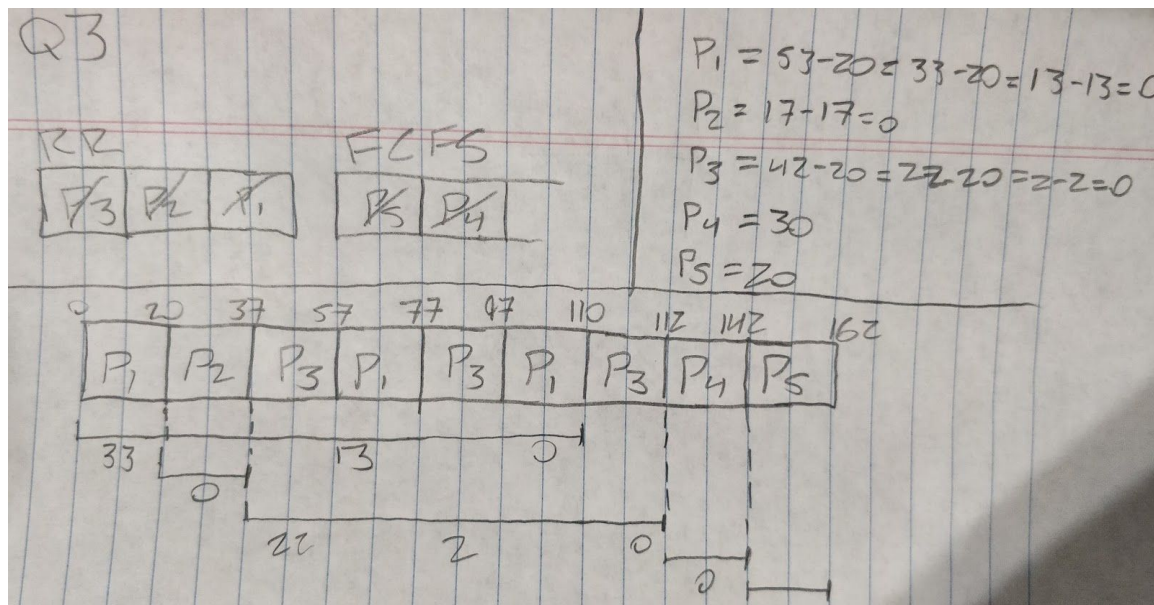 Q3
P1 = 53-20 = 33-20 = 13-13 = 0
P2 = 17-17 = 0
P3 = 42-20 = 22-20 = 2-2 = 0
P4 = 30
P5 = 20
RR
FCFS
P3 P2 P1
P5 P4
0 20 37 57 77 97 110 112 142 162
P1 P2 P3 P1 P3 P1 P3 P4 P5
33 13 0
0
22 2 0
0